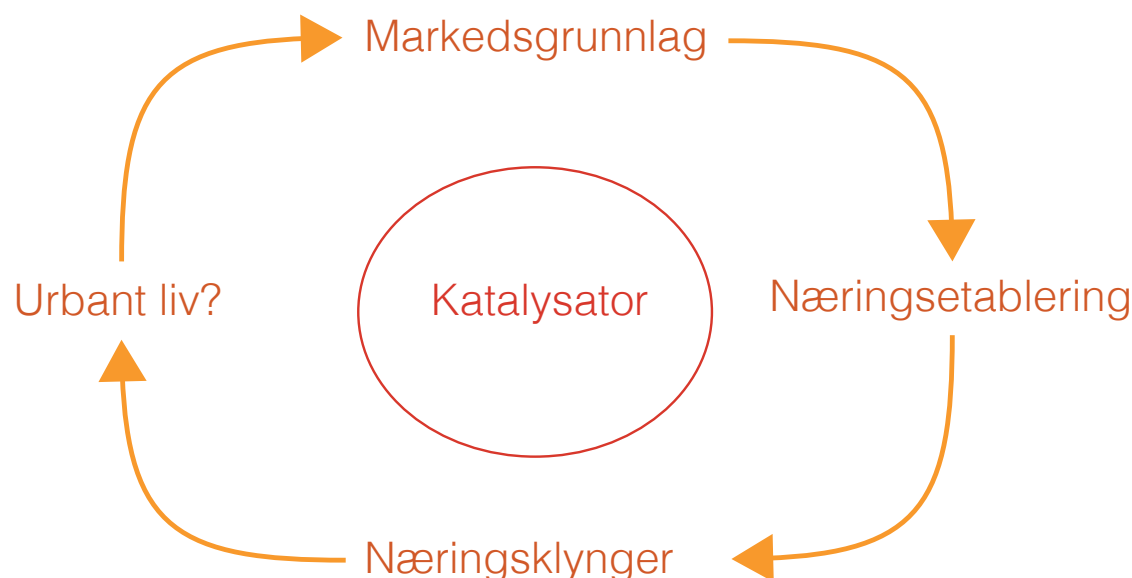 Markedsgrunnlag
Urbant liv?
Katalysator
Næringsetablering
Næringsklynger